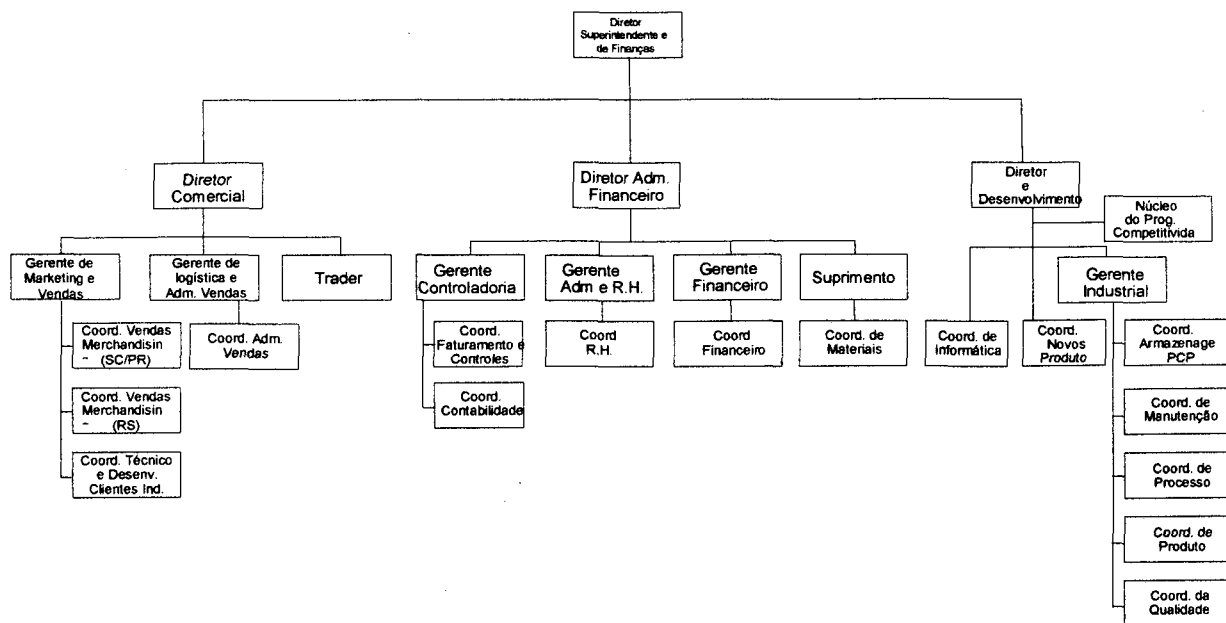 Diretor
Superintendente e
de Finanças
Diretor
Comercial
Diretor Adm.
Financeiro
Diretor
e
Desenvolvimento
Núcleo
do Prog.
Competitivida
Gerente de
Marketing e
Vendas
Gerente de
logística e
Adm. Vendas
Trader
Gerente
Controladoria
Gerente
Adm e R.H.
Gerente
Financeiro
Suprimento
Gerente
Industrial
Coord. Vendas
Merchandisin
~ (SC/PR)
Coord. Adm.
Vendas
Coord.
Faturamento e
Controles
Coord
R.H.
Coord
Financeiro
Coord. de
Materiais
Coord. de
Informática
Coord.
Novos
Produto
Coord.
Armazenage
PCP
Coord. Vendas
Merchandisin
~ (RS)
Coord.
Contabilidade
Coord. de
Manutenção
Coord. Técnico
e Desenv.
Clientes Ind.
Coord. de
Processo
Coord. de
Produto
Coord. da
Qualidade